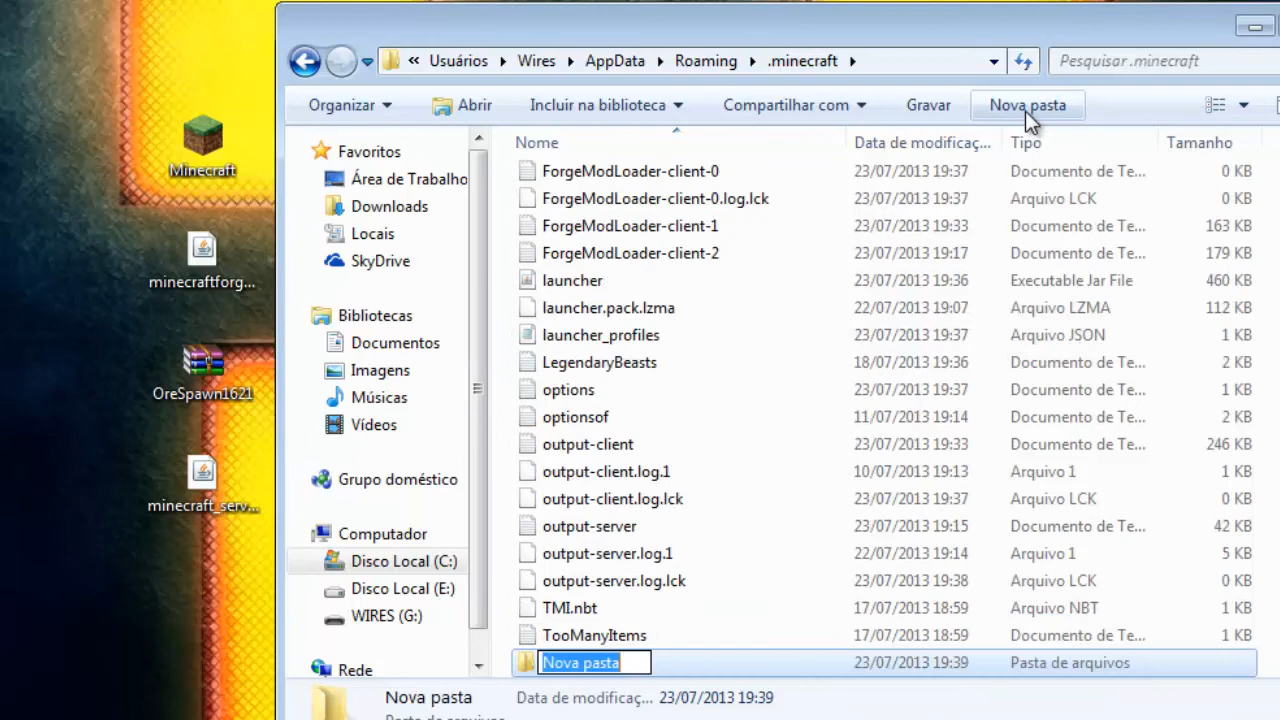 Minecraft
minecraftforg...
OreSpawn1621
minecraft_serv...
« Usuários Wires AppData Roaming .minecraft
Pesquisar .minecraft
Organizar Abrir Incluir na biblioteca Compartilhar com Gravar Nova pasta
Favoritos
Área de Trabalho
Downloads
Locais
SkyDrive
Bibliotecas
Documentos
Imagens
Músicas
Vídeos
Grupo doméstico
Computador
Disco Local (C:)
Disco Local (E:)
WIRES (G:)
Rede
Nome Data de modificaç... Tipo Tamanho
ForgeModLoader-client-0 23/07/2013 19:37 Documento de Te... 0 KB
ForgeModLoader-client-0.log.lck 23/07/2013 19:37 Arquivo LCK 0 KB
ForgeModLoader-client-1 23/07/2013 19:33 Documento de Te... 163 KB
ForgeModLoader-client-2 23/07/2013 19:17 Documento de Te... 179 KB
launcher 23/07/2013 19:36 Executable Jar File 460 KB
launcher.pack.lzma 22/07/2013 19:07 Arquivo LZMA 112 KB
launcher_profiles 23/07/2013 19:37 Arquivo JSON 1 KB
LegendaryBeasts 18/07/2013 19:36 Documento de Te... 2 KB
options 23/07/2013 19:37 Documento de Te... 1 KB
optionsof 11/07/2013 19:14 Documento de Te... 2 KB
output-client 23/07/2013 19:33 Documento de Te... 246 KB
output-client.log.1 10/07/2013 19:13 Arquivo 1 1 KB
output-client.log.lck 23/07/2013 19:37 Arquivo LCK 0 KB
output-server 23/07/2013 19:15 Documento de Te... 42 KB
output-server.log.1 22/07/2013 19:14 Arquivo 1 5 KB
output-server.log.lck 23/07/2013 19:38 Arquivo LCK 0 KB
TMI.nbt 17/07/2013 18:59 Arquivo NBT 1 KB
TooManyItems 17/07/2013 18:59 Documento de Te... 1 KB
Nova pasta 23/07/2013 19:39 Pasta de arquivos
Nova pasta Data de modificaç... 23/07/2013 19:39
Pasta de arquivos